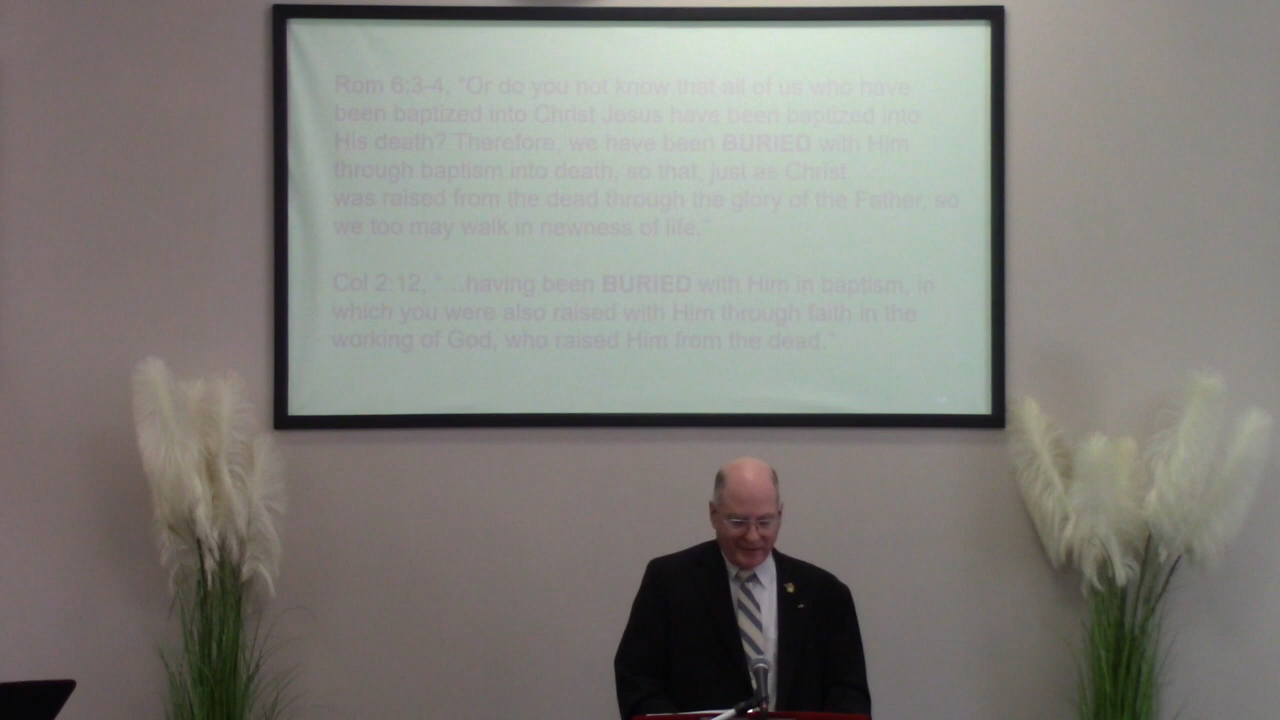 Rom 6:3-4, "Or do you not know that all of us who have
been baptized into Christ Jesus have been baptized into
His death? Therefore, we have been BURIED with Him
through baptism into death, so that, just as Christ
was raised from the dead through the glory of the Father, so
we too may walk in newness of life."
Col 2:12, "…having been BURIED with Him in baptism, in
which you were also raised with Him through faith in the
working of God, who raised Him from the dead."